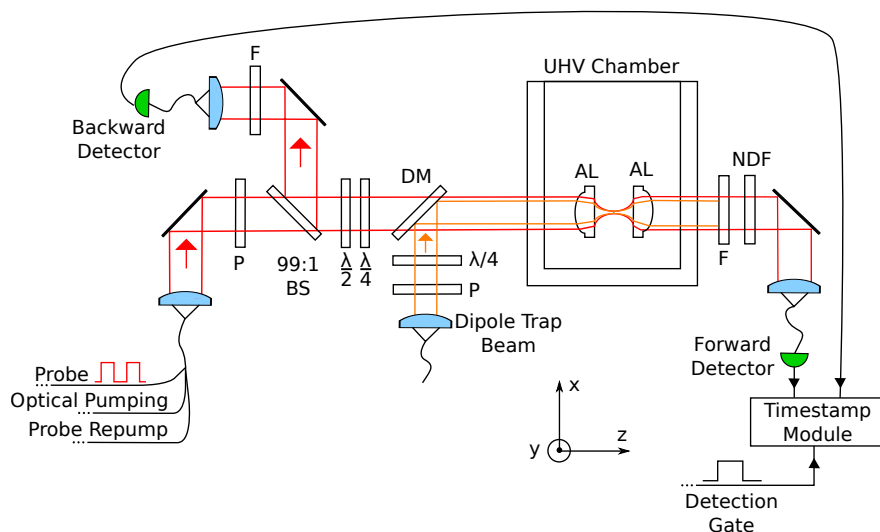 F
Backward
Detector
UHV Chamber
AL
AL
NDF
DM
P
99:1
BS
λ
2
λ
4
λ/4
P
F
Dipole Trap
Beam
Forward
Detector
Probe
Optical Pumping
Probe Repump
x
y
z
Timestamp
Module
Detection
Gate